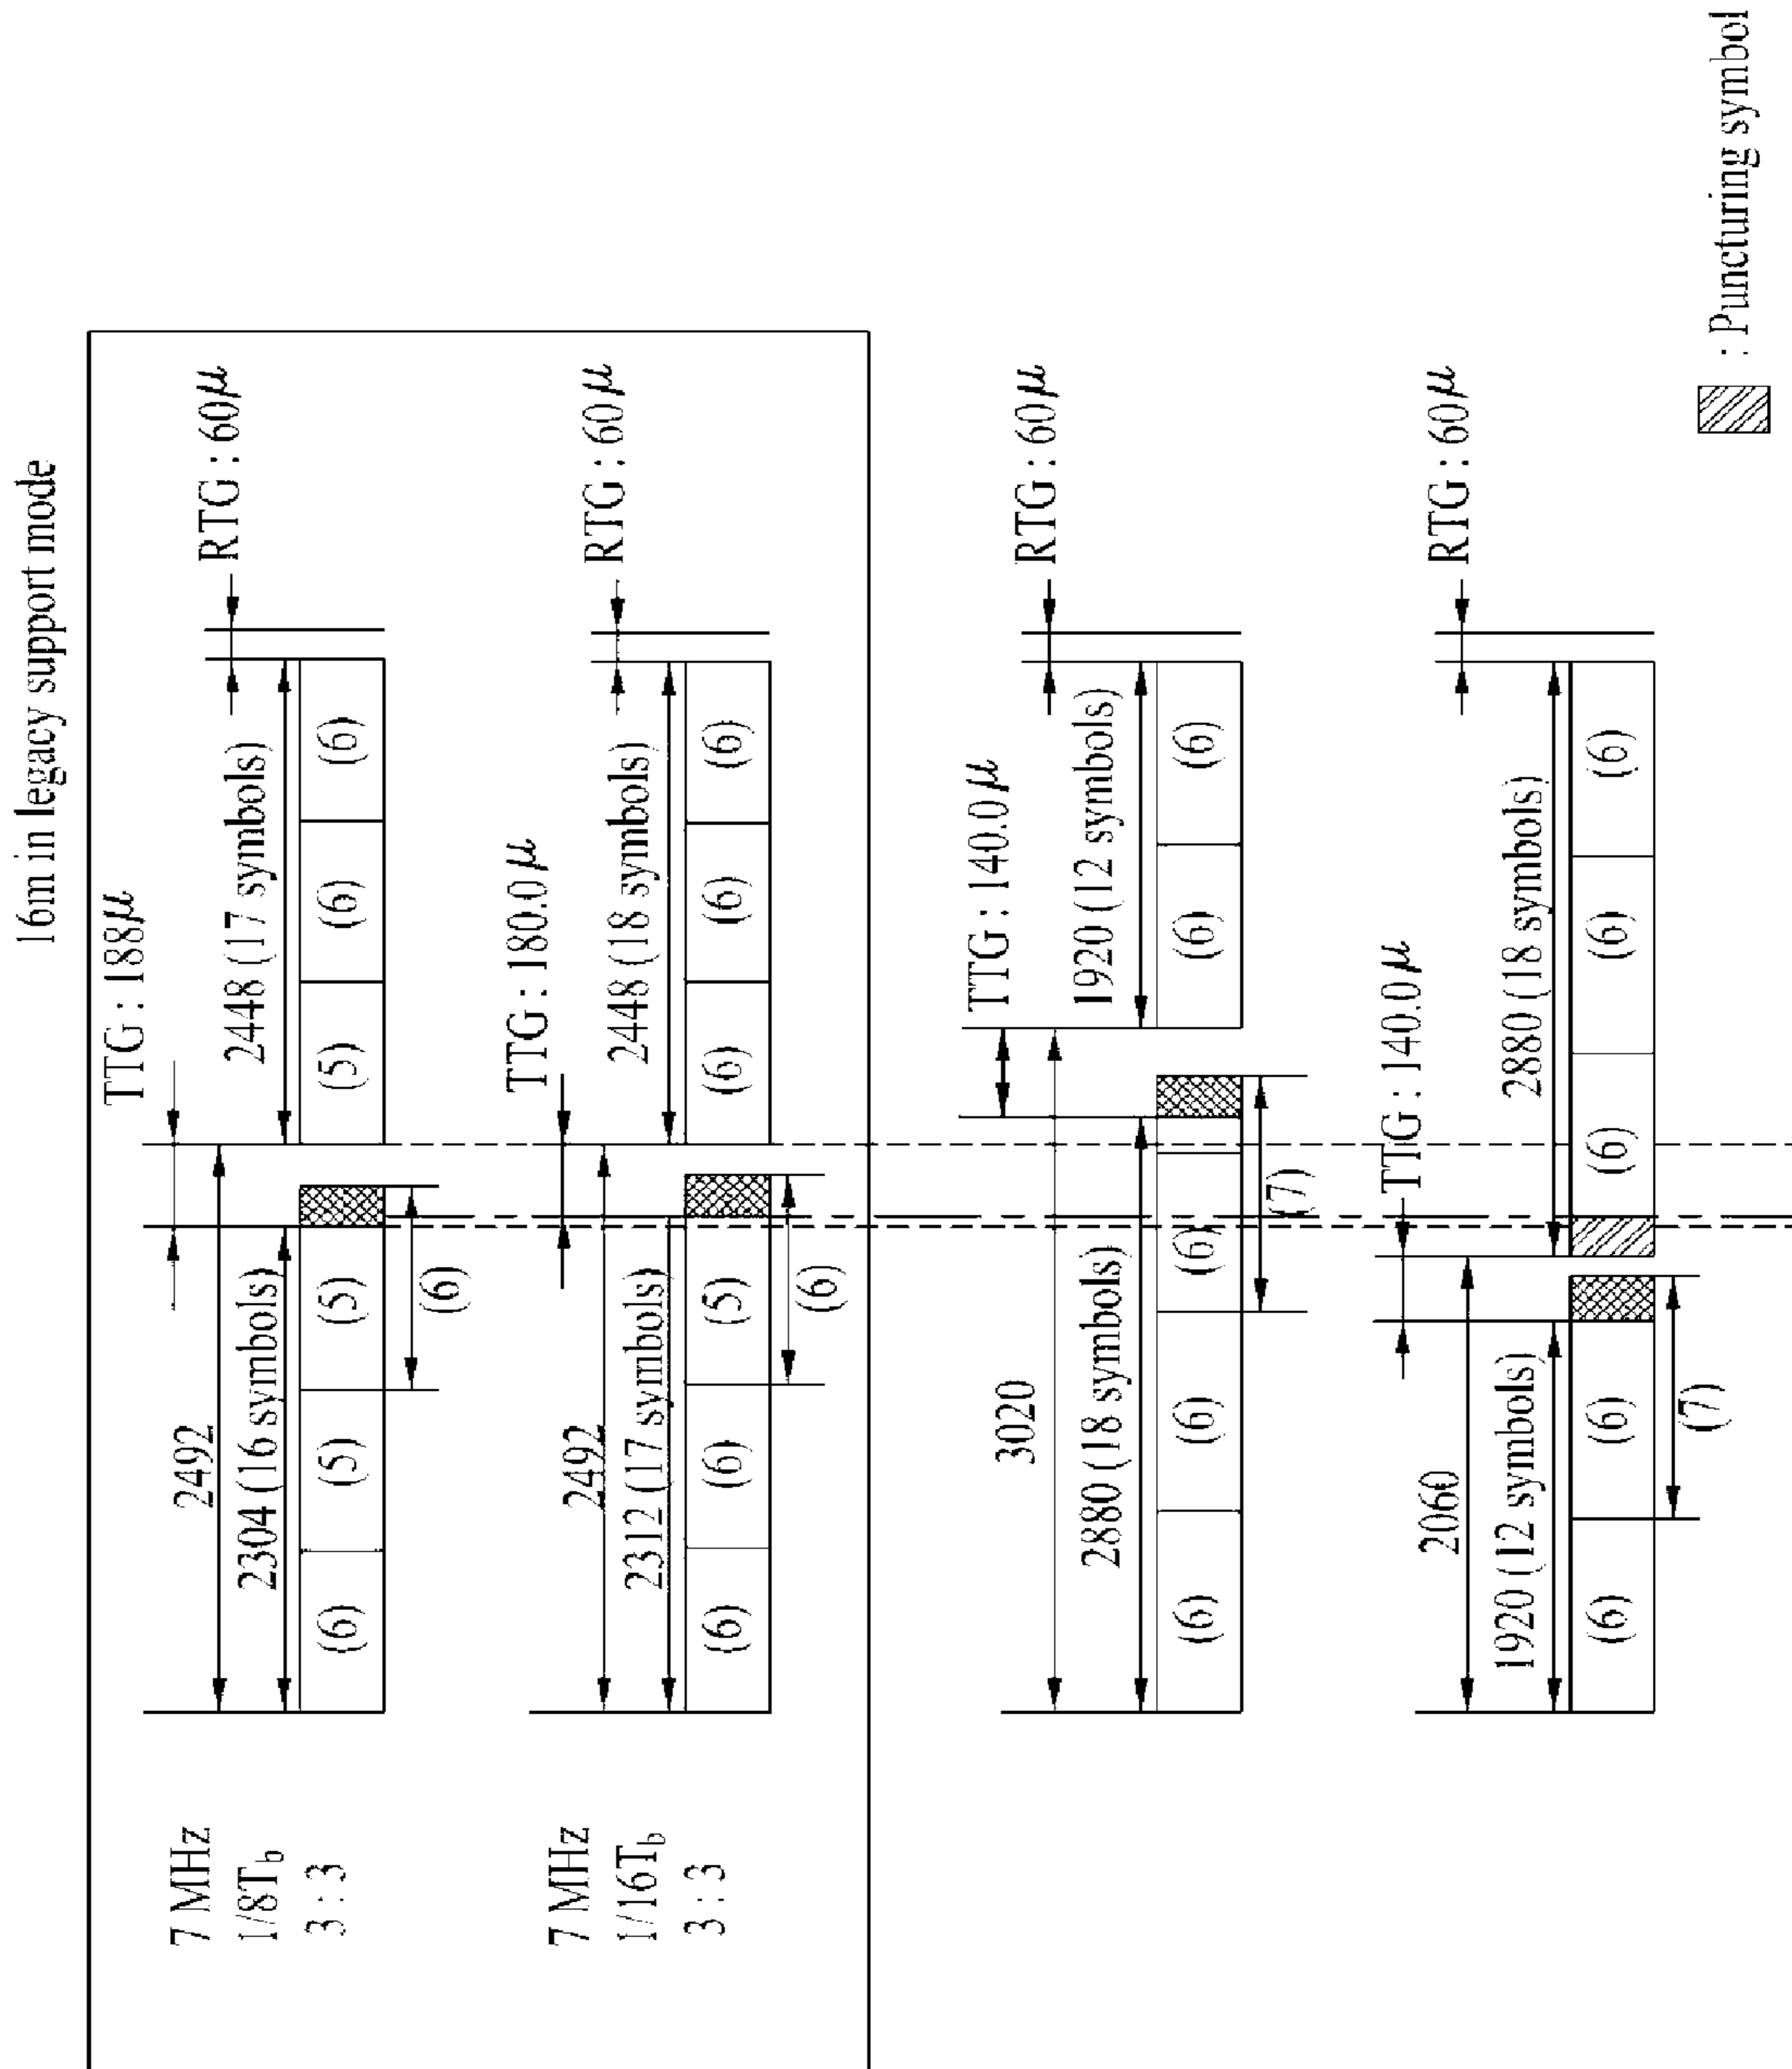 16m in legacy support mode
7 MHz
1/8Tb
3 : 3
TTG : 188μ
2492
RTG : 60μ
2304 (16 symbols)
2448 (17 symbols)
(6)
(5)
(5)
(5)
(6)
(6)
(6)
7 MHz
1/16Tb
3 : 3
TTG : 180.0μ
2492
RTG : 60μ
2312 (17 symbols)
2448 (18 symbols)
(6)
(6)
(5)
(6)
(6)
(6)
(6)
TTG : 140.0μ
3020
RTG : 60μ
2880 (18 symbols)
1920 (12 symbols)
(6)
(6)
(6)
(6)
(6)
(7)
TTG : 140.0μ
2060
RTG : 60μ
1920 (12 symbols)
2880 (18 symbols)
(6)
(6)
(6)
(6)
(6)
(7)
: Puncturing symbol